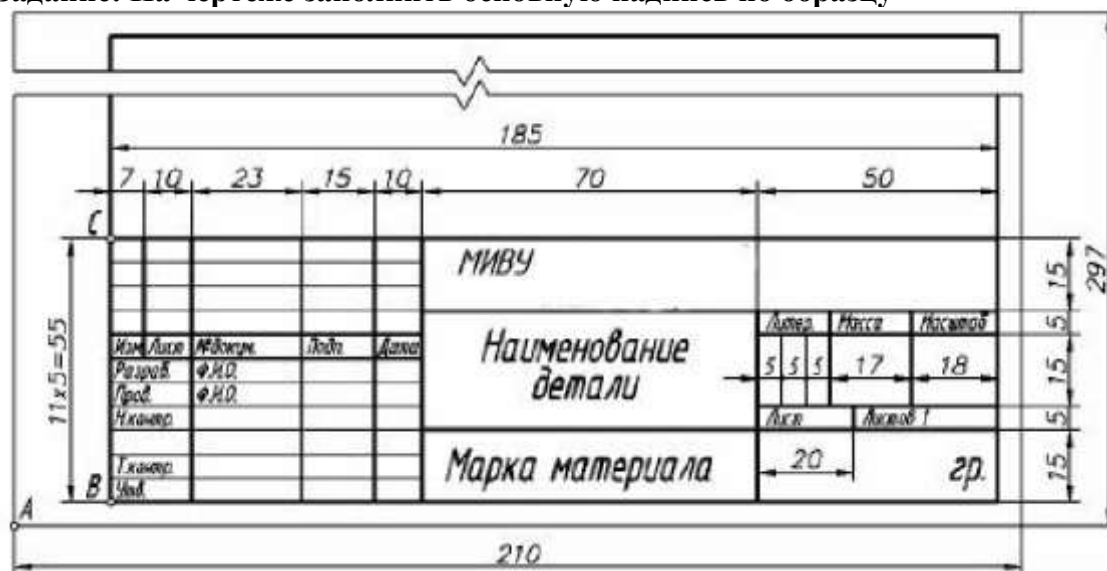 Задание: На чертеже заполнить основную надпись по образцу
185
7 10 23 15 10 70 50
C
МИВУ
15
297
Литер. Масса Масштаб
5
Изм Лист №Докум. Подп. Дата
Наименование
детали
11x5=55
Разраб. Ф.И.О.
5 5 5 17 18
15
Пров. Ф.И.О.
Н.контр.
Лист Листов 1
5
Т.контр.
Марка материала
20
гр.
15
B
Утв.
A
210